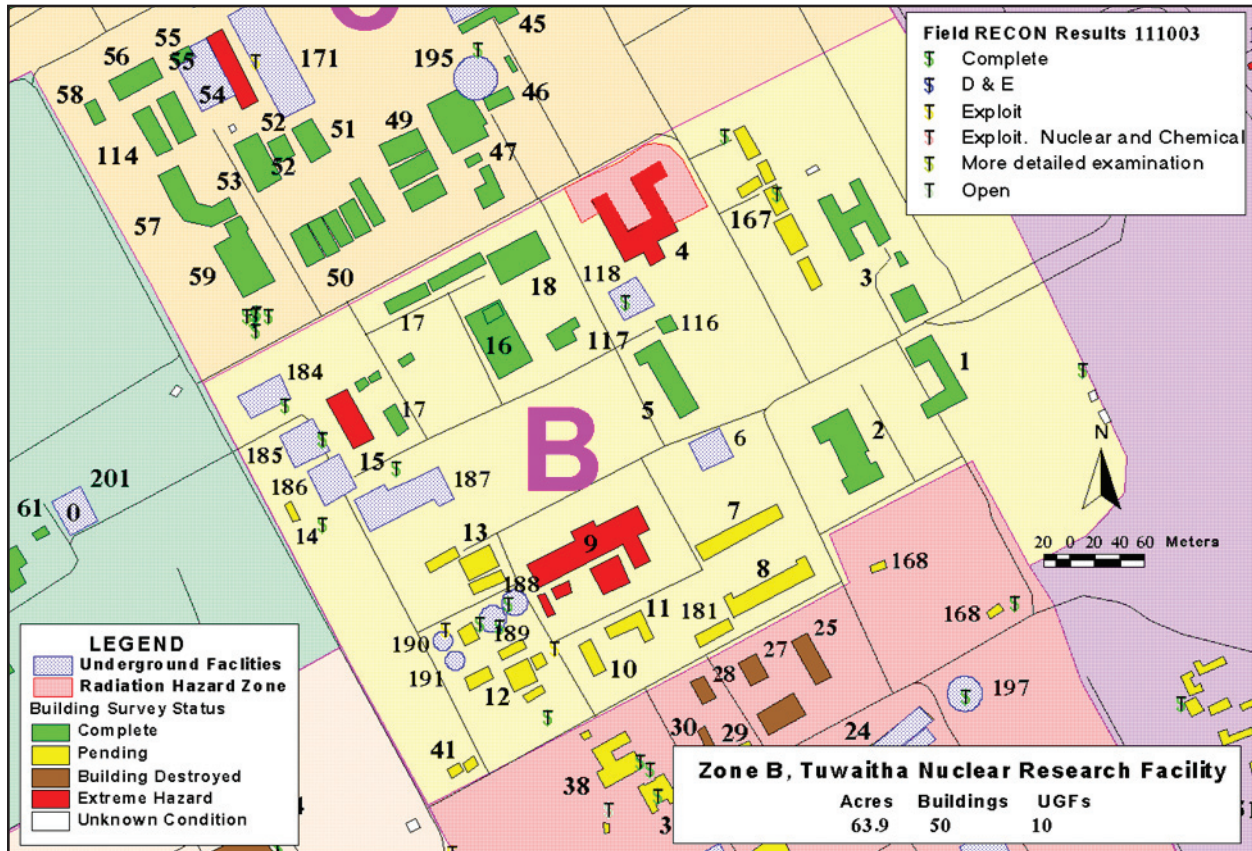 C
45
55
56
55
171
195
58
54
46
52
49
114
51
47
53
52
57
167
59
50
4
3
118
18
17
117
116
16
1
184
5
2
17
B
6
185
15
187
186
201
N
61
0
14
7
13
9
20 0 20 40 60 Meters
8
168
188
11
181
168
190
189
25
10
27
191
12
28
197
30
29
24
41
38
3
Field RECON Results 111003
T $ Complete
T $ D & E
T $ Exploit
T $ Exploit. Nuclear and Chemical
T $ More detailed examination
T Open
LEGEND
Underground Faclities
Radiation Hazard Zone
Building Survey Status
Complete
Pending
Building Destroyed
Extreme Hazard
Unknown Condition
Zone B, Tuwaitha Nuclear Research Facility
Acres Buildings UGFs
63.9 50 10